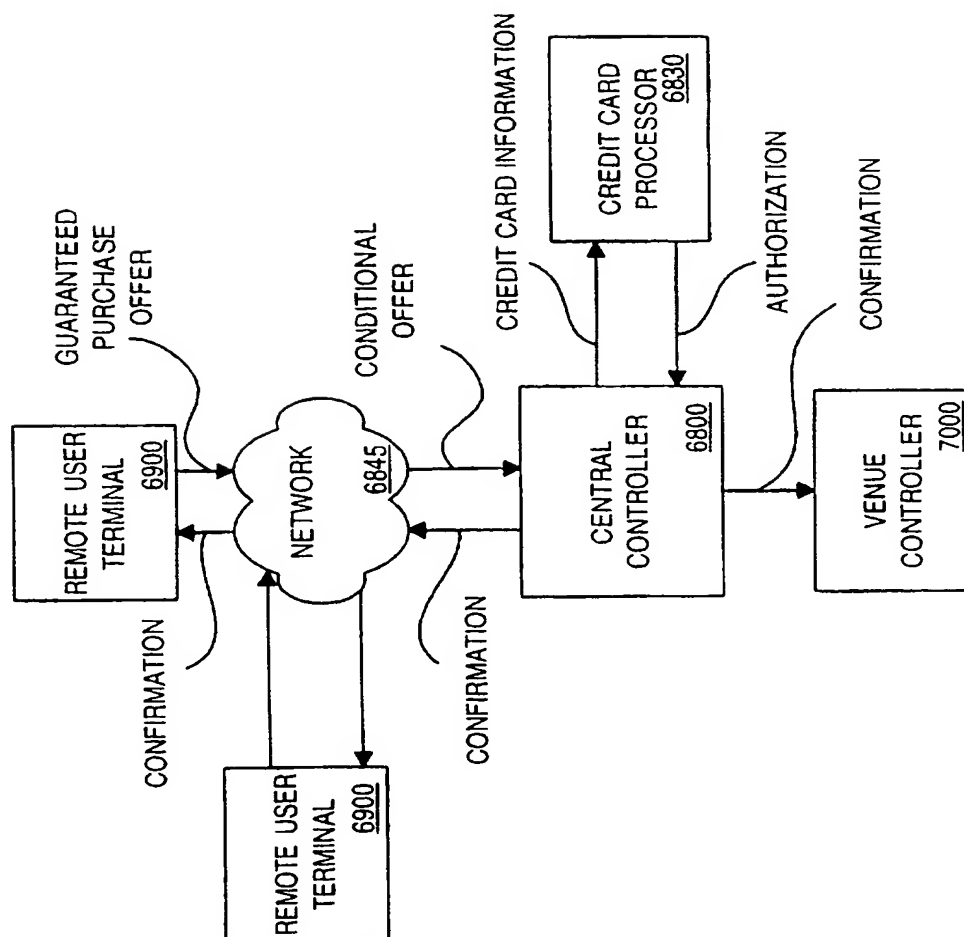 GUARANTEED
PURCHASE
OFFER
REMOTE USER
TERMINAL
6900
CONFIRMATION
NETWORK
6845
CONDITIONAL
OFFER
REMOTE USER
TERMINAL
6900
CONFIRMATION
CREDIT CARD INFORMATION
CENTRAL
CONTROLLER
6800
CREDIT CARD
PROCESSOR
6830
AUTHORIZATION
CONFIRMATION
VENUE
CONTROLLER
7000